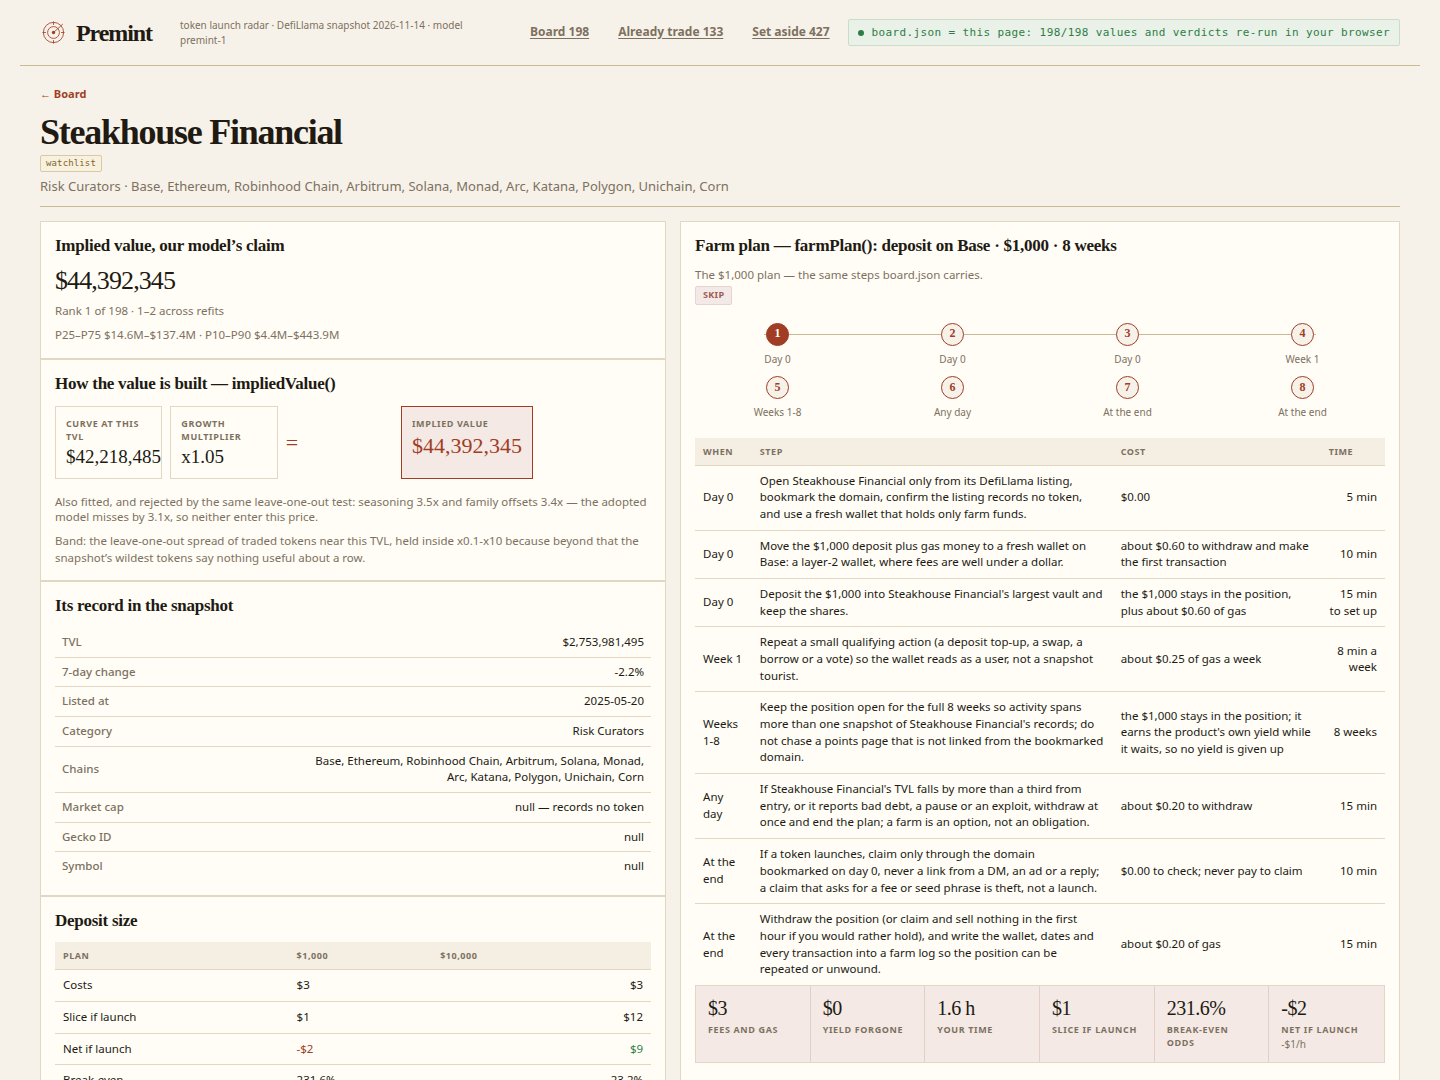 Premint
token launch radar · DefiLlama snapshot 2026-11-14 · model
premint-1
Board 198
Already trade 133
Set aside 427
board.json = this page: 198/198 values and verdicts re-run in your browser
← Board
Steakhouse Financial
watchlist
Risk Curators · Base, Ethereum, Robinhood Chain, Arbitrum, Solana, Monad, Arc, Katana, Polygon, Unichain, Corn
Implied value, our model’s claim
$44,392,345
Rank 1 of 198 · 1–2 across refits
P25–P75 $14.6M–$137.4M · P10–P90 $4.4M–$443.9M
How the value is built — impliedValue()
CURVE AT THIS
TVL
$42,218,485
GROWTH
MULTIPLIER
x1.05
=
IMPLIED VALUE
$44,392,345
Also fitted, and rejected by the same leave-one-out test: seasoning 3.5x and family offsets 3.4x — the adopted
model misses by 3.1x, so neither enter this price.
Band: the leave-one-out spread of traded tokens near this TVL, held inside x0.1-x10 because beyond that the
snapshot’s wildest tokens say nothing useful about a row.
Its record in the snapshot
TVL $2,753,981,495
7-day change -2.2%
Listed at 2025-05-20
Category Risk Curators
Chains Base, Ethereum, Robinhood Chain, Arbitrum, Solana, Monad,
Arc, Katana, Polygon, Unichain, Corn
Market cap null — records no token
Gecko ID null
Symbol null
Deposit size
PLAN $1,000 $10,000
Costs $3 $3
Slice if launch $1 $12
Net if launch -$2 $9
Break-even 231.6% 23.2%
Farm plan — farmPlan(): deposit on Base · $1,000 · 8 weeks
The $1,000 plan — the same steps board.json carries.
SKIP
1 2 3 4
Day 0 Day 0 Day 0 Week 1
5 6 7 8
Weeks 1-8 Any day At the end At the end
WHEN STEP COST TIME
Day 0
Open Steakhouse Financial only from its DefiLlama listing,
bookmark the domain, confirm the listing records no token,
and use a fresh wallet that holds only farm funds.
$0.00
5 min
Day 0
Move the $1,000 deposit plus gas money to a fresh wallet on
Base: a layer-2 wallet, where fees are well under a dollar.
about $0.60 to withdraw and make
the first transaction
10 min
Day 0
Deposit the $1,000 into Steakhouse Financial's largest vault and
keep the shares.
the $1,000 stays in the position,
plus about $0.60 of gas
15 min
to set up
Week 1
Repeat a small qualifying action (a deposit top-up, a swap, a
borrow or a vote) so the wallet reads as a user, not a snapshot
tourist.
about $0.25 of gas a week
8 min a
week
Weeks
1-8
Keep the position open for the full 8 weeks so activity spans
more than one snapshot of Steakhouse Financial's records; do
not chase a points page that is not linked from the bookmarked
domain.
the $1,000 stays in the position; it
earns the product's own yield while
it waits, so no yield is given up
8 weeks
Any
day
If Steakhouse Financial's TVL falls by more than a third from
entry, or it reports bad debt, a pause or an exploit, withdraw at
once and end the plan; a farm is an option, not an obligation.
about $0.20 to withdraw
15 min
At the
end
If a token launches, claim only through the domain
bookmarked on day 0, never a link from a DM, an ad or a reply;
a claim that asks for a fee or seed phrase is theft, not a launch.
$0.00 to check; never pay to claim
10 min
At the
end
Withdraw the position (or claim and sell nothing in the first
hour if you would rather hold), and write the wallet, dates and
every transaction into a farm log so the position can be
repeated or unwound.
about $0.20 of gas
15 min
$3
FEES AND GAS
$0
YIELD FORGONE
1.6 h
YOUR TIME
$1
SLICE IF LAUNCH
231.6%
BREAK-EVEN
ODDS
-$2
NET IF LAUNCH
-$1/h